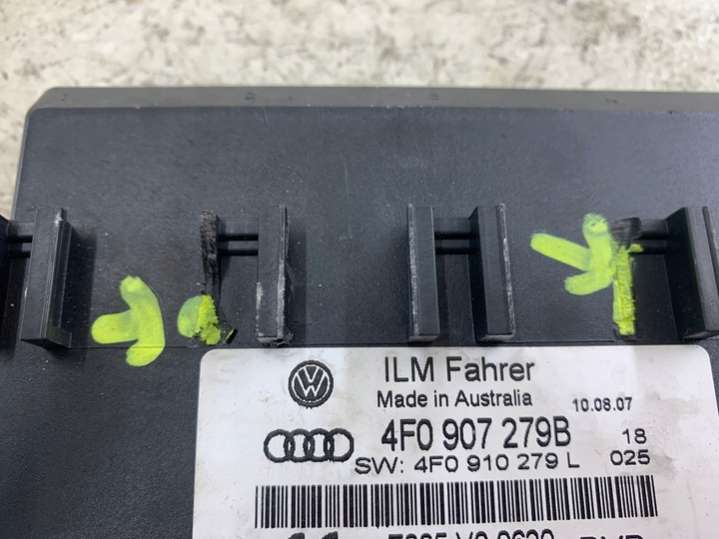 ILM Fahrer
Made in Australia 10.08.07
4F0 907 279B 18
SW: 4F0 910 279 L 025